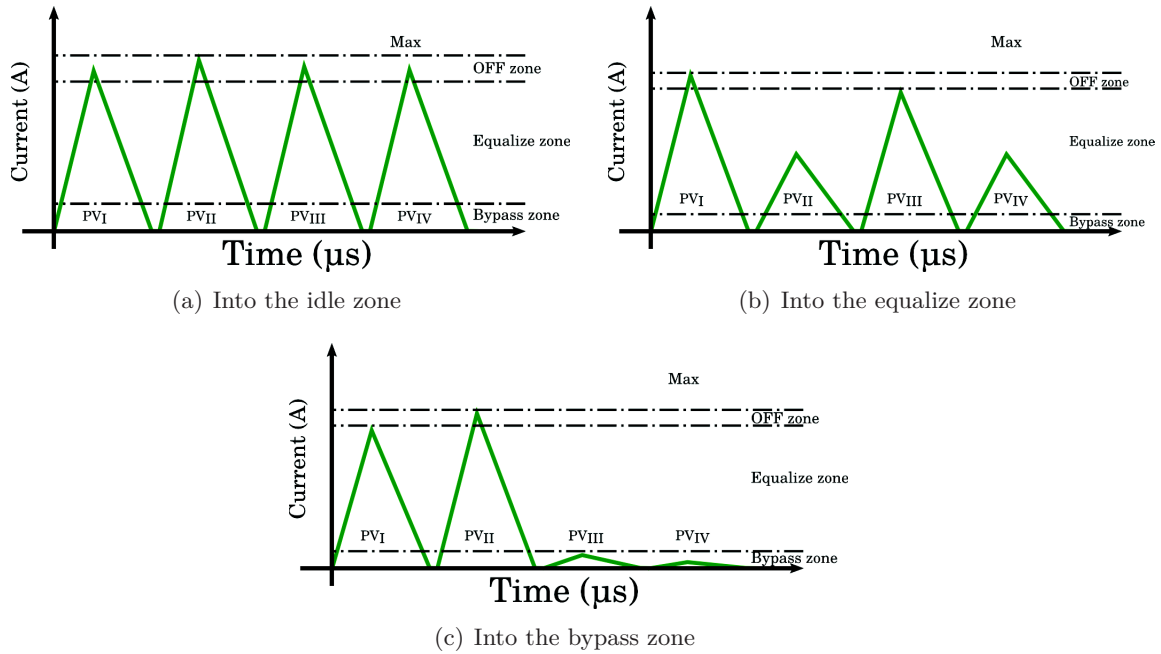 Current (A)
Max
OFF zone
Equalize zone
Bypass zone
PVI
PVII
PVIII
PVIV
Time (μs)
(a) Into the idle zone
Current (A)
Max
OFF zone
Equalize zone
Bypass zone
PVI
PVII
PVIII
PVIV
Time (μs)
(b) Into the equalize zone
Current (A)
Max
OFF zone
Equalize zone
PVI
PVII
PVIII
PVIV
Bypass zone
Time (μs)
(c) Into the bypass zone